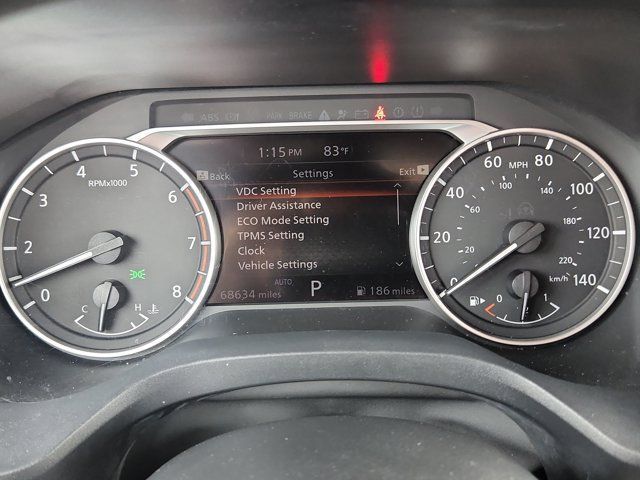 ABS PARK BRAKE
1:15 PM 83°F
Back Settings Exit
VDC Setting
Driver Assistance
ECO Mode Setting
TPMS Setting
Clock
Vehicle Settings
AUTO
68634 miles P 186 miles
RPMx1000
0 2 3 4 5 6 7 8
C H
MPH
0 20 40 60 80 100 120 140
20 60 100 140 180 220
km/h
0 1